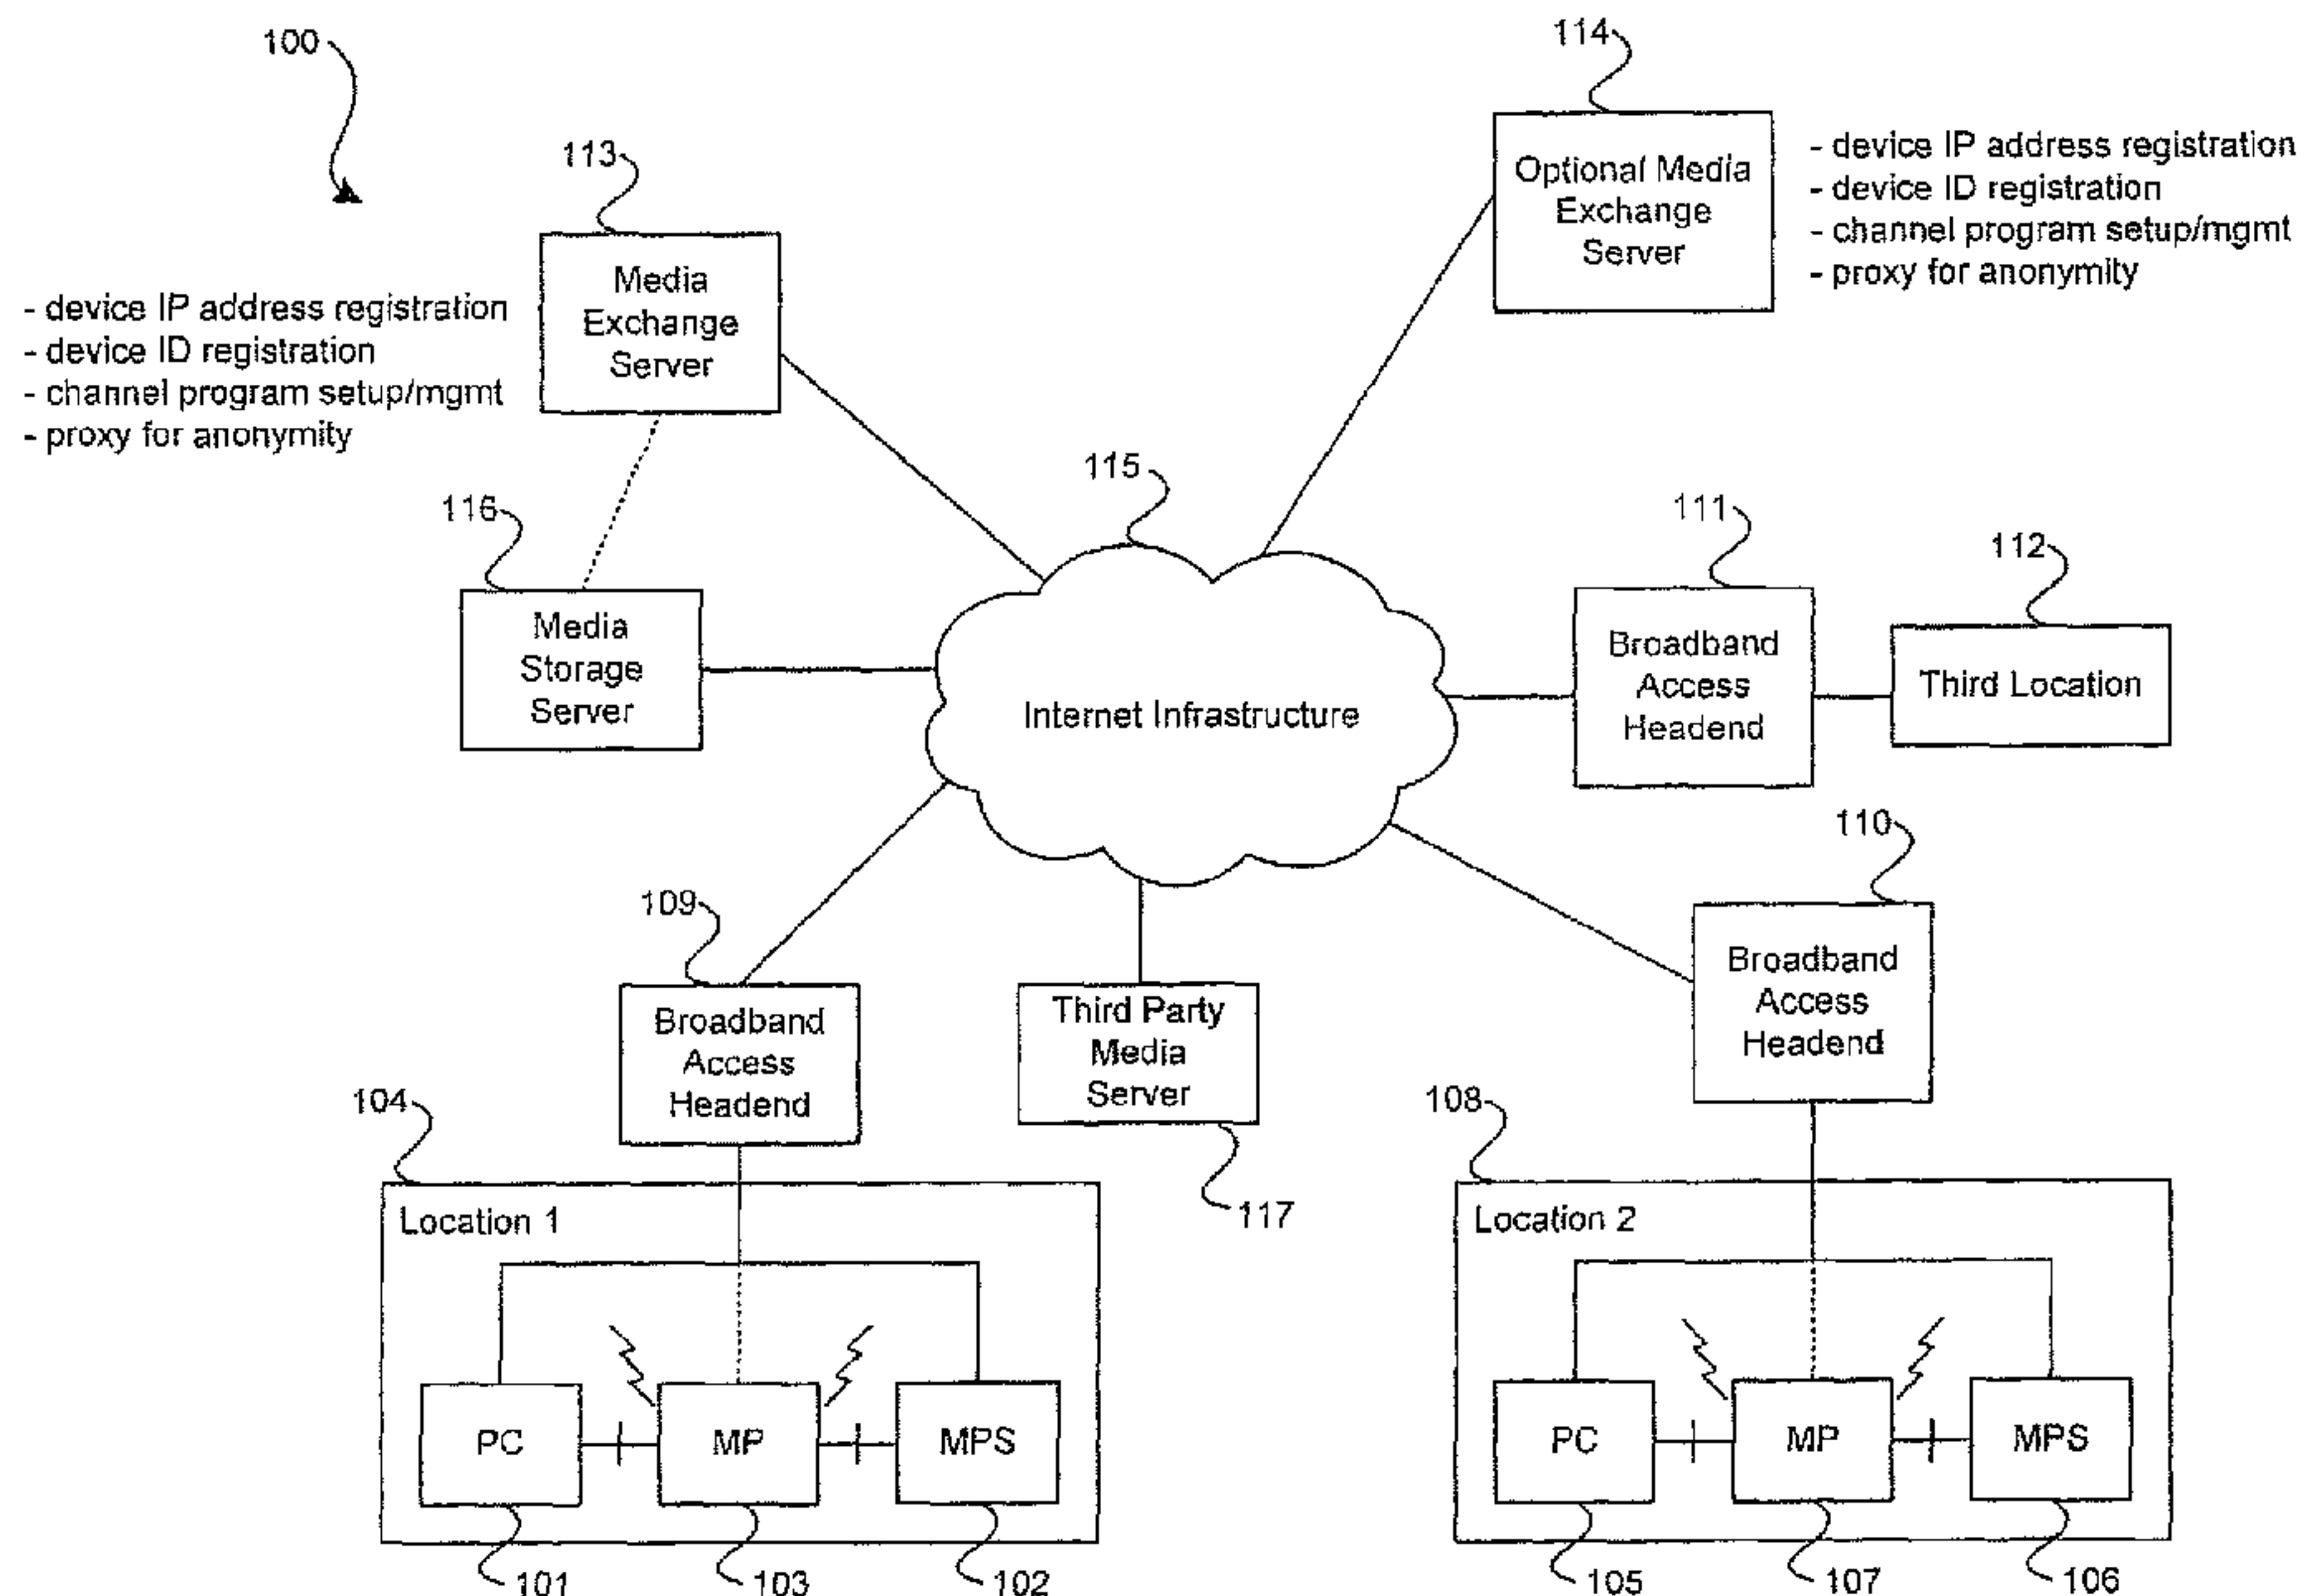 100
114
113
Optional Media
Exchange
Server
- device IP address registration
- device ID registration
- channel program setup/mgmt
- proxy for anonymity
Media
Exchange
Server
- device IP address registration
- device ID registration
- channel program setup/mgmt
- proxy for anonymity
115
116
111
112
Media
Storage
Server
Internet Infrastructure
Broadband
Access
Headend
Third Location
110
109
Broadband
Access
Headend
Third Party
Media
Server
Broadband
Access
Headend
104
108
117
Location 1
Location 2
PC
MP
MPS
PC
MP
MPS
101
103
102
105
107
106